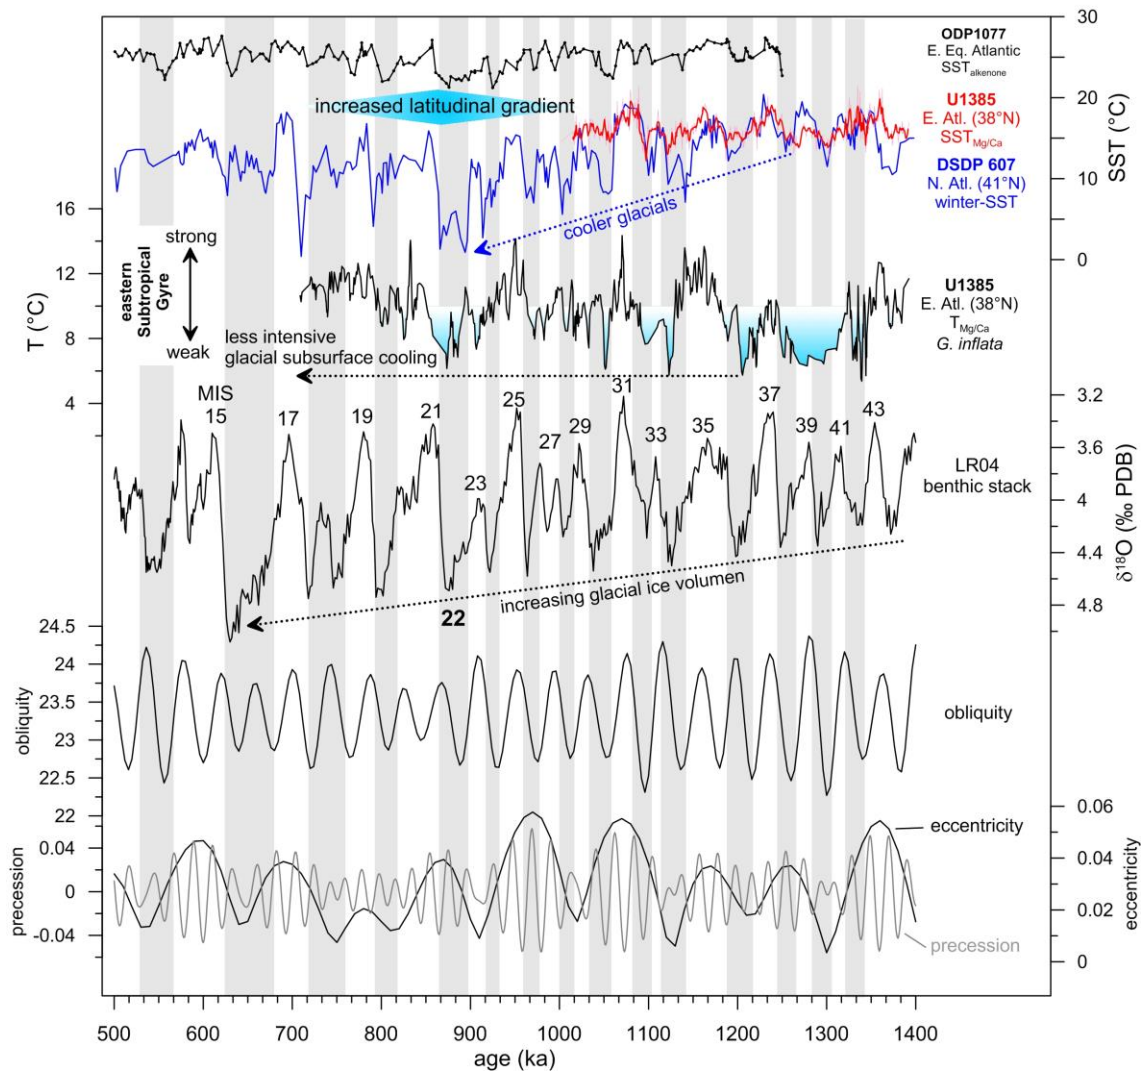 30
ODP1077
E. Eq. Atlantic
SSTalkenone
increased latitudinal gradient
20
U1385
E. Atl. (38°N)
SSTMg/Ca
SST (°C)
DSDP 607
N. Atl. (41°N)
winter-SST
10
cooler glacials
0
16
strong
eastern
Subtropical
Gyre
weak
12
T (°C)
8
4
U1385
E. Atl. (38°N)
TMg/Ca
G. inflata
less intensive
glacial subsurface cooling
MIS
15
17
19
21
23
25
27
29
31
33
35
37
39
41
43
3.2
3.6
4
4.4
4.8
δ18O (‰ PDB)
LR04
benthic stack
increasing glacial ice volumen
22
24.5
24
23.5
23
22.5
22
obliquity
obliquity
0.04
0
-0.04
precession
0.06
0.04
0.02
0
eccentricity
eccentricity
precession
500 600 700 800 900 1000 1100 1200 1300 1400
age (ka)